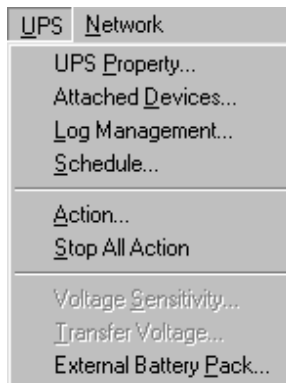 UPS Network
UPS Property...
Attached Devices...
Log Management...
Schedule...
Action...
Stop All Action
Voltage Sensitivity...
Transfer Voltage...
External Battery Pack...